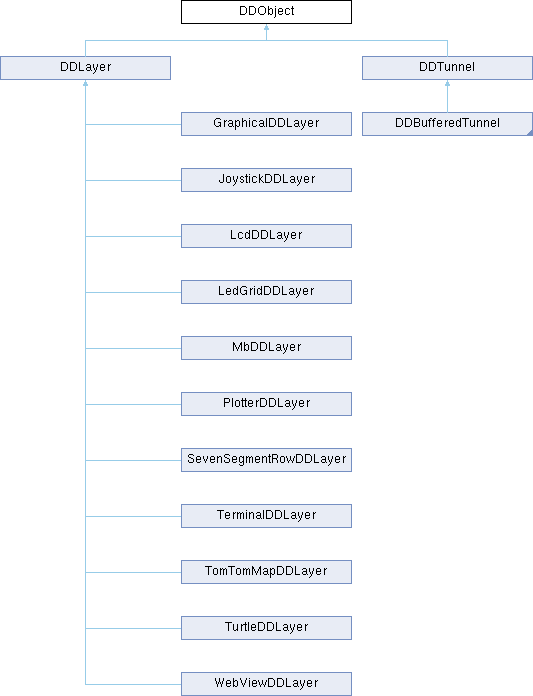 DDObject
DDLayer
DDTunnel
GraphicalDDLayer
DDBufferedTunnel
JoystickDDLayer
LcdDDLayer
LedGridDDLayer
MbDDLayer
PlotterDDLayer
SevenSegmentRowDDLayer
TerminalDDLayer
TomTomMapDDLayer
TurtleDDLayer
WebViewDDLayer